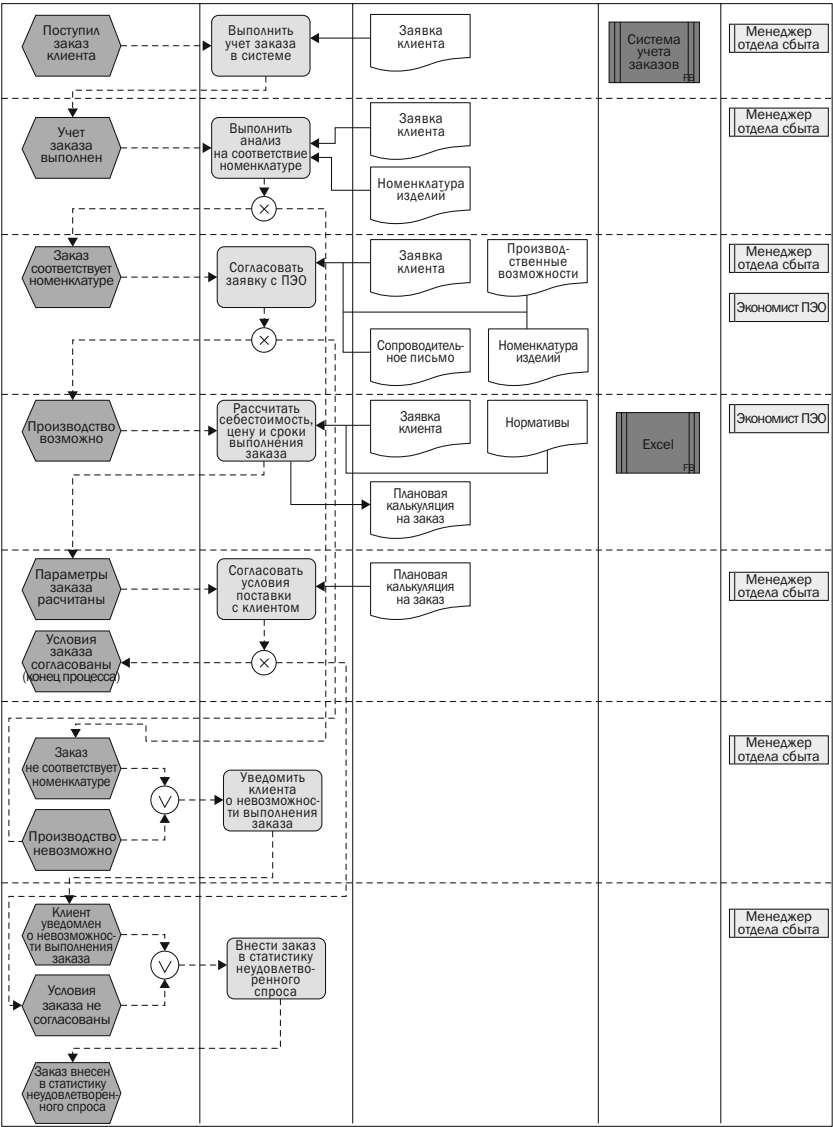 Поступил
заказ
клиента
Выполнить
учет заказа
в системе
Заявка
клиента
Система
учета
заказов
FB
Менеджер
отдела сбыта
Учет
заказа
выполнен
Выполнить
анализ
на соответствие
номенклатуре
Заявка
клиента
Номенклатура
изделий
Менеджер
отдела сбыта
Заказ
соответствует
номенклатуре
Согласовать
заявку с ПЭО
Заявка
клиента
Производ-
ственные
возможности
Сопроводитель-
ное письмо
Номенклатура
изделий
Менеджер
отдела сбыта
Экономист ПЭО
Производство
возможно
Рассчитать
себестоимость,
цену и сроки
выполнения
заказа
Заявка
клиента
Нормативы
Плановая
калькуляция
на заказ
Excel
FB
Экономист ПЭО
Параметры
заказа
расчитаны
Согласовать
условия
поставки
с клиентом
Плановая
калькуляция
на заказ
Менеджер
отдела сбыта
Условия
заказа
согласованы
(конец процесса)
Заказ
не соответствует
номенклатуре
Производство
невозможно
Уведомить
клиента
о невозможнос-
ти выполнения
заказа
Менеджер
отдела сбыта
Клиент
уведомлен
о невозможнос-
ти выполнения
заказа
Условия
заказа не
согласованы
Внести заказ
в статистику
неудовлетво-
ренного
спроса
Менеджер
отдела сбыта
Заказ внесен
в статистику
неудовлетворен-
ного спроса